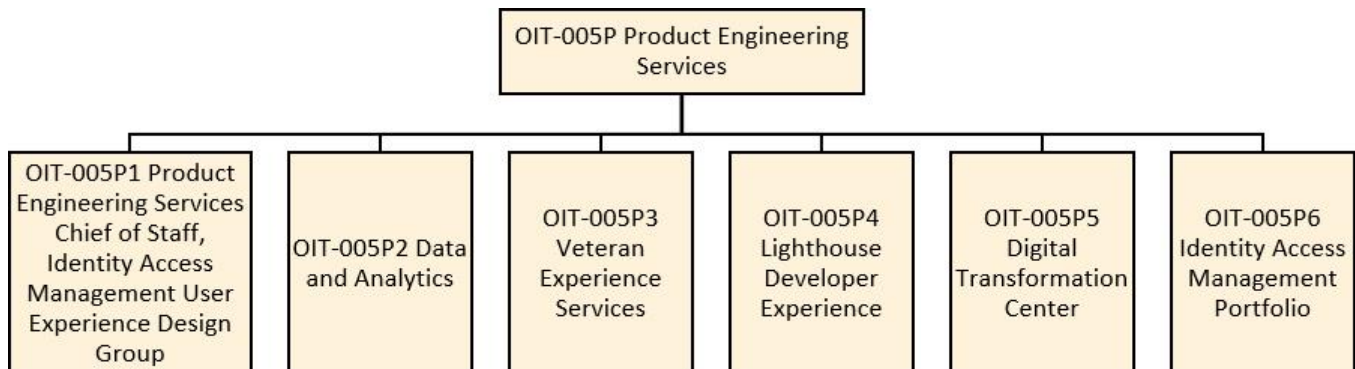 OIT-005P Product Engineering
Services
OIT-005P1 Product
Engineering Services
Chief of Staff,
Identity Access
Management User
Experience Design
Group
OIT-005P2 Data
and Analytics
OIT-005P3
Veteran
Experience
Services
OIT-005P4
Lighthouse
Developer
Experience
OIT-005P5
Digital
Transformation
Center
OIT-005P6
Identity Access
Management
Portfolio